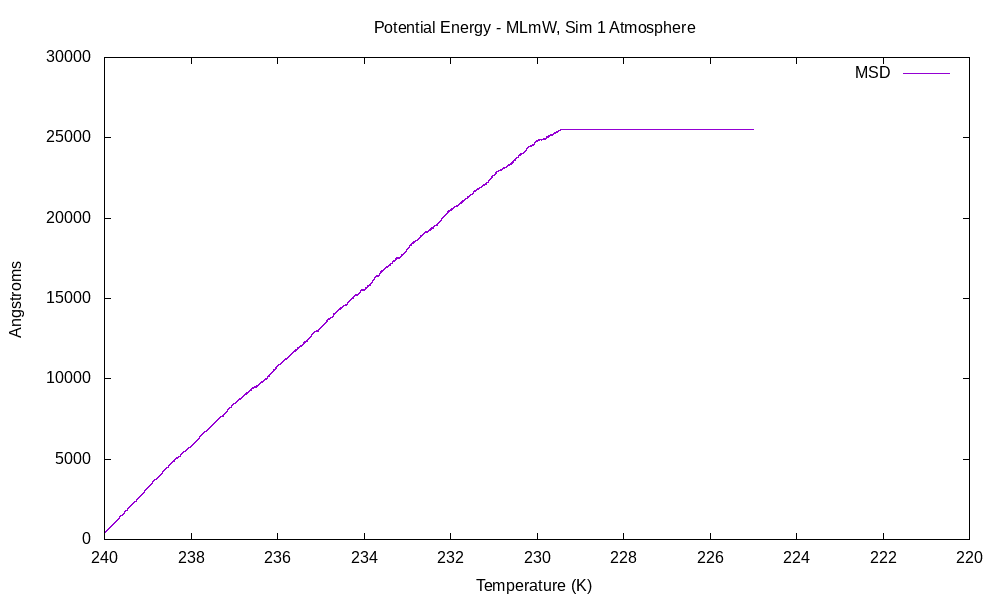 Potential Energy - MLmW, Sim 1 Atmosphere
30000
MSD
25000
20000
Angstroms
15000
10000
5000
0
240 238 236 234 232 230 228 226 224 222 220
Temperature (K)